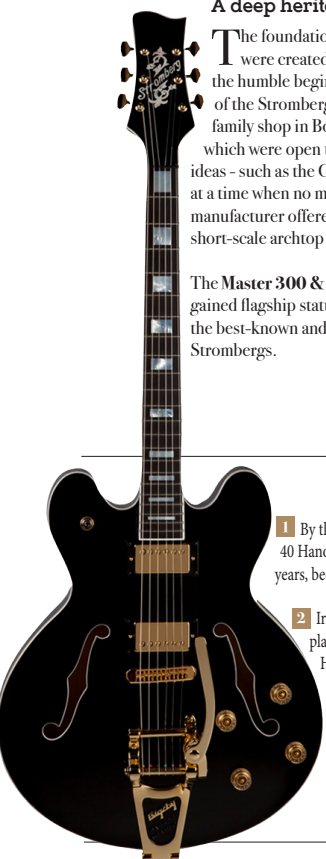 Stromberg
A deep herit
The foundatio
were created
the humble begin
of the Stromberg
family shop in Bo
which were open t
ideas - such as the C
at a time when no m
manufacturer offere
short-scale archtop
The Master 300 &
gained flagship statu
the best-known and
Strombergs.
1 By th
40 Hand
years, be
2 Ir
pla
H
Bigsby